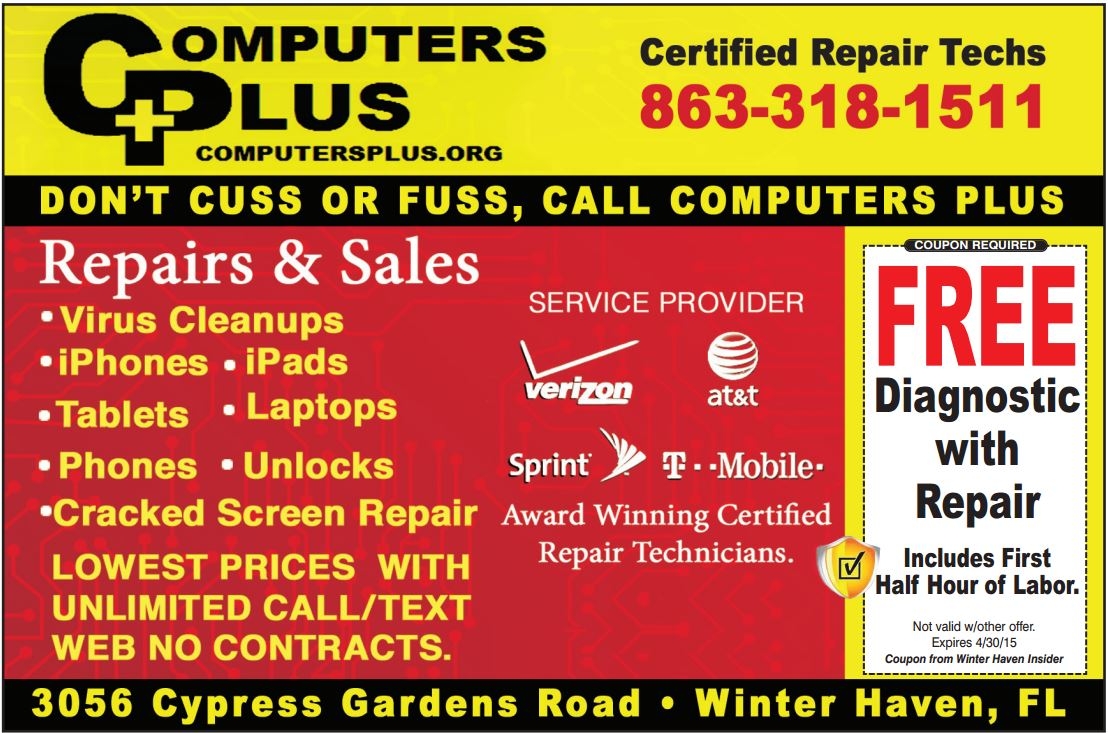 COMPUTERS
PLUS
COMPUTERSPLUS.ORG
Certified Repair Techs
863-318-1511
DON'T CUSS OR FUSS, CALL COMPUTERS PLUS
Repairs & Sales
• Virus Cleanups
• iPhones • iPads
• Tablets • Laptops
• Phones • Unlocks
•Cracked Screen Repair
LOWEST PRICES WITH
UNLIMITED CALL/TEXT
WEB NO CONTRACTS.
SERVICE PROVIDER
verizon
at&t
Sprint
T··Mobile·
Award Winning Certified
Repair Technicians.
COUPON REQUIRED
FREE
Diagnostic
with
Repair
Includes First
Half Hour of Labor.
Not valid w/other offer.
Expires 4/30/15
Coupon from Winter Haven Insider
3056 Cypress Gardens Road • Winter Haven, FL